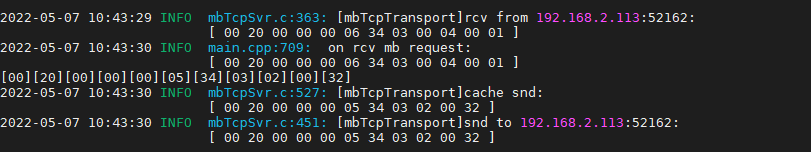 2022-05-07 10:43:29 INFO  mbTcpSvr.c:363: [mbTcpTransport]rcv from 192.168.2.113:52162:
[ 00 20 00 00 00 06 34 03 00 04 00 01 ]
2022-05-07 10:43:30 INFO  main.cpp:709:  on rcv mb request:
[ 00 20 00 00 00 06 34 03 00 04 00 01 ]
[00][20][00][00][00][05][34][03][02][00][32]
2022-05-07 10:43:30 INFO  mbTcpSvr.c:527: [mbTcpTransport]cache snd:
[ 00 20 00 00 00 05 34 03 02 00 32 ]
2022-05-07 10:43:30 INFO  mbTcpSvr.c:451: [mbTcpTransport]snd to 192.168.2.113:52162:
[ 00 20 00 00 00 05 34 03 02 00 32 ]